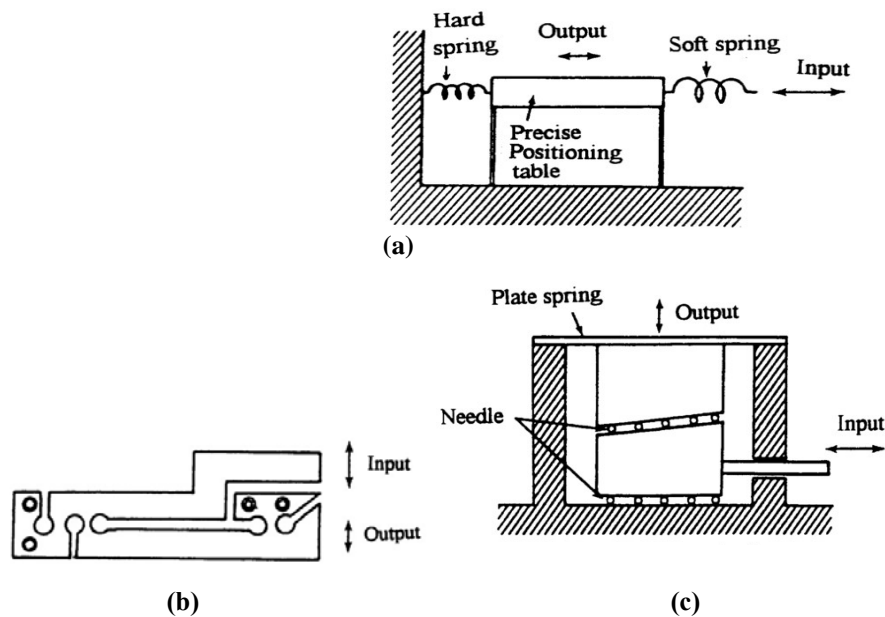 Hard
spring
Output
Soft spring
Input
Precise
Positioning
table
(a)
Plate spring
Output
Needle
Input
Input
Output
(b)
(c)